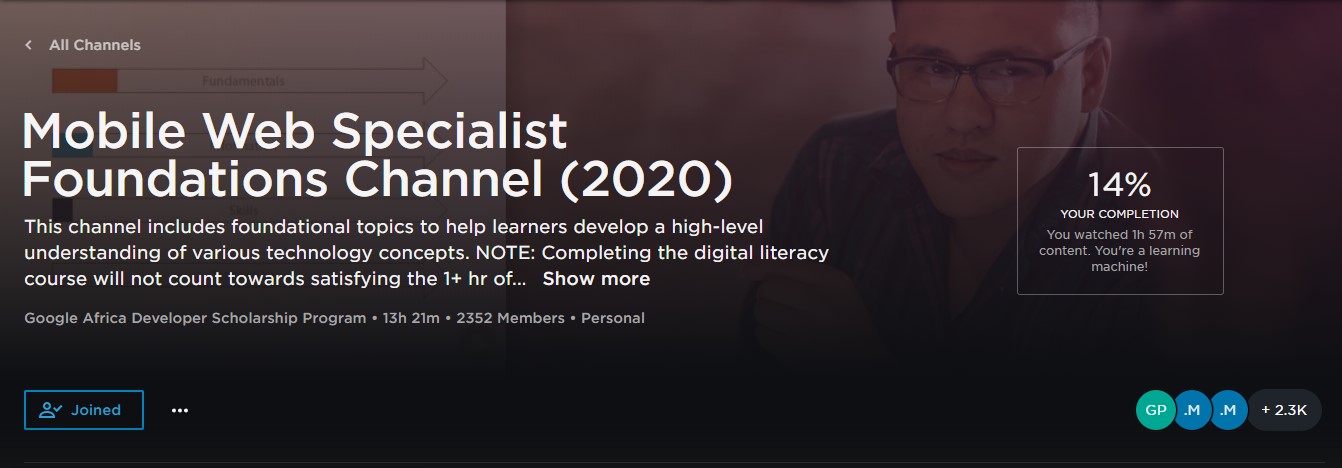 All Channels
Fundamentals
Mobile Web Specialist
Foundations Channel (2020)
This channel includes foundational topics to help learners develop a high-level
understanding of various technology concepts. NOTE: Completing the digital literacy
course will not count towards satisfying the 1+ hr of... Show more
Google Africa Developer Scholarship Program • 13h 21m • 2352 Members • Personal
14%
YOUR COMPLETION
You watched 1h 57m of
content. You're a learning
machine!
Joined
GP .M .M + 2.3K